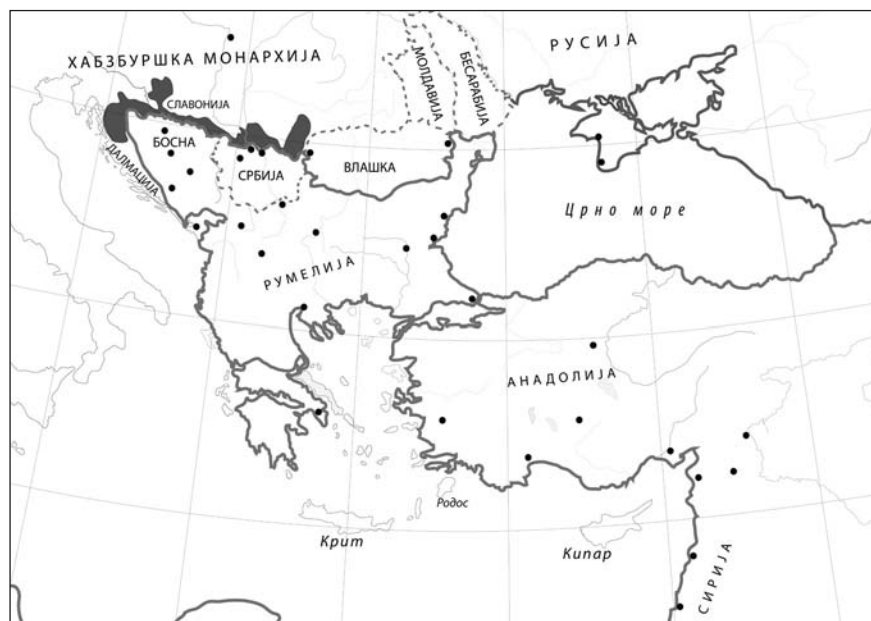 РУСИЈА
ХАБЗБУРШКА МОНАРХИЈА
МОЛДАВИЈА
БЕСАРАБИЈА
СЛАВОНИЈА
БОСНА
ДАЛМАЦИЈА
СРБИЈА
ВЛАШКА
Црно море
РУМЕЛИЈА
АНАДОЛИЈА
Родос
Крит
Кипар
СИРИЈА